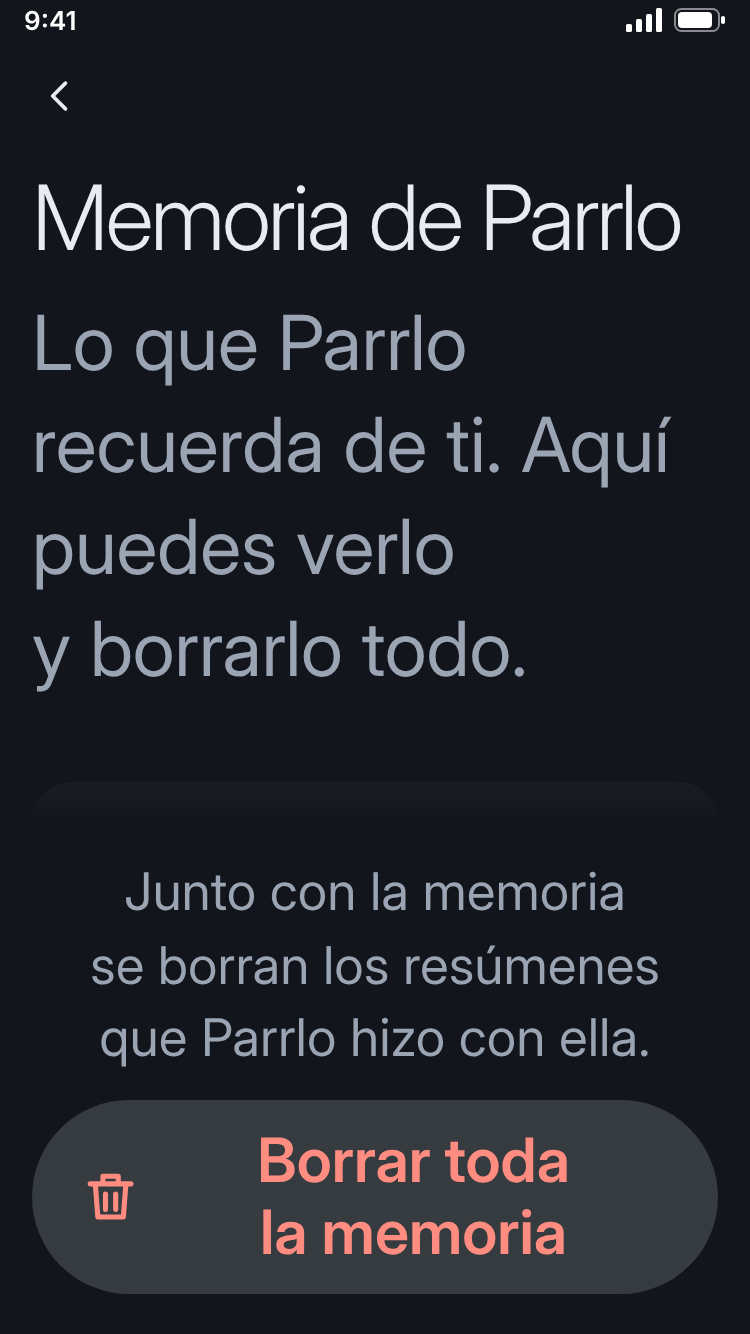 9:41
Memoria de Parrlo
Lo que Parrlo
recuerda de ti. Aquí
puedes verlo
y borrarlo todo.
Junto con la memoria
se borran los resúmenes
que Parrlo hizo con ella.
Borrar toda
la memoria